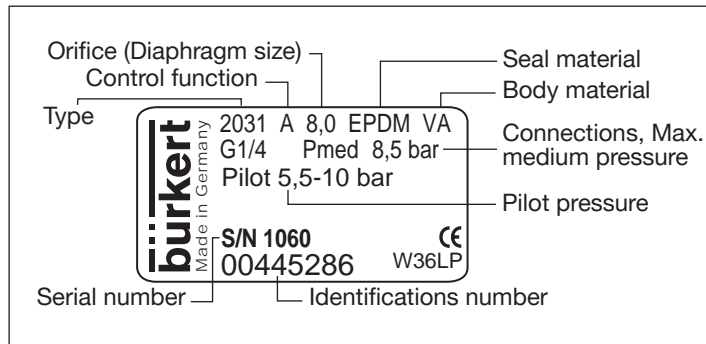 Orifice (Diaphragm size)
Control function
Type
Seal material
Body material
Connections, Max.
medium pressure
Pilot pressure
burkert
Made in Germany
2031 A 8,0 EPDM VA
G1/4 Pmed 8,5 bar
Pilot 5,5-10 bar
S/N 1060 CE
00445286 W36LP
Serial number
Identifications number